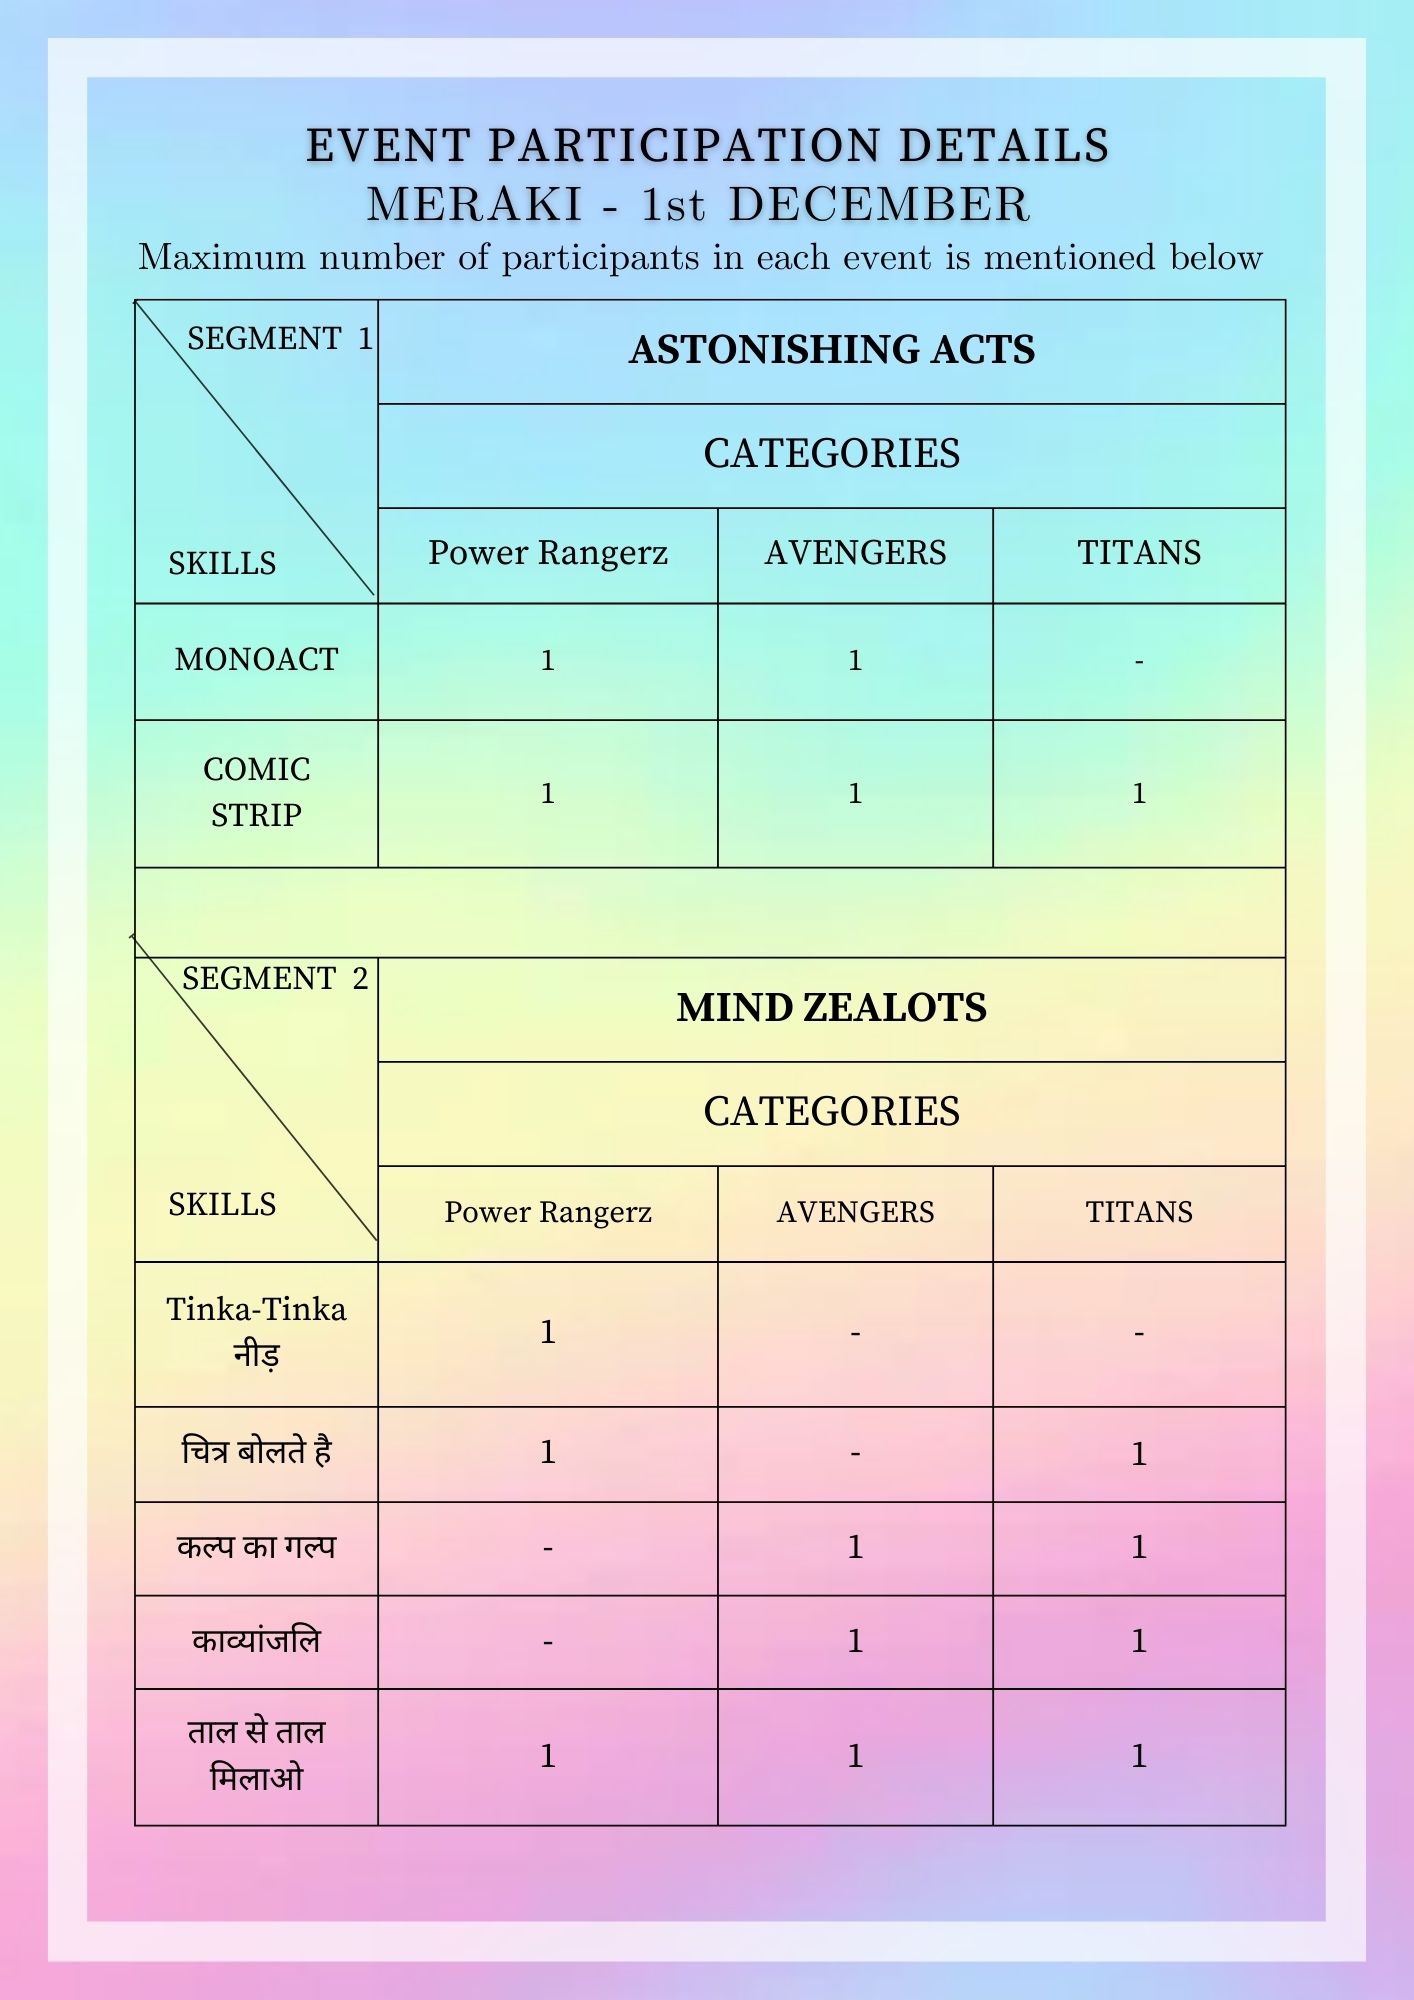 EVENT PARTICIPATION DETAILS
MERAKI - 1st DECEMBER
Maximum number of participants in each event is mentioned below
SEGMENT 1
ASTONISHING ACTS
CATEGORIES
SKILLS
Power Rangerz AVENGERS TITANS
MONOACT 1 1 -
COMIC
STRIP
1 1 1
SEGMENT 2
MIND ZEALOTS
CATEGORIES
SKILLS
Power Rangerz AVENGERS TITANS
Tinka-Tinka
नीड़
1 - -
चित्र बोलते है 1 - 1
कल्प का गल्प - 1 1
काव्यांजलि - 1 1
ताल से ताल
मिलाओ
1 1 1